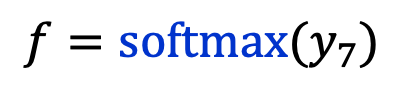 f = softmax(y₇)